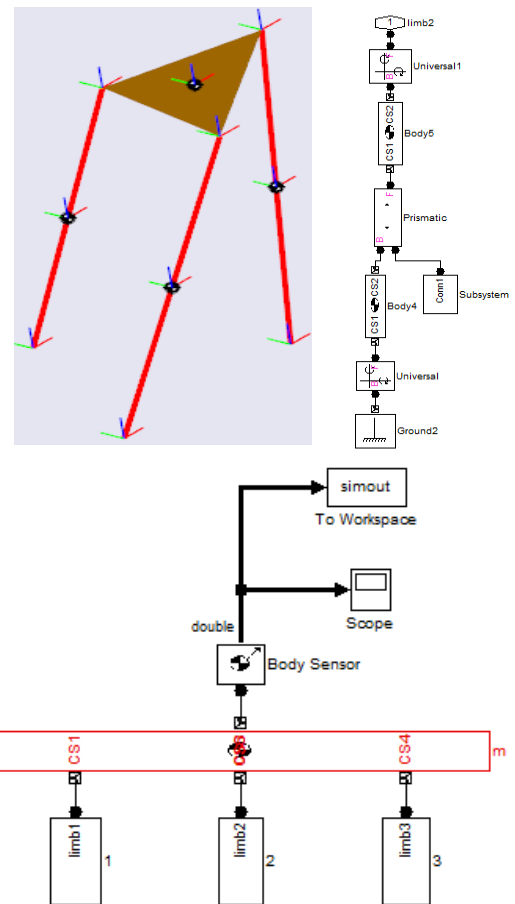 1 limb2
B F
Universal1
CS1 CS2
Body5
F
Prismatic
B
CS1 CS2
Body4
Conn1
Subsystem
B F
Universal
Ground2
simout
To Workspace
double
Scope
Body Sensor
CS1
CS4
m
limb1
1
limb2
2
limb3
3